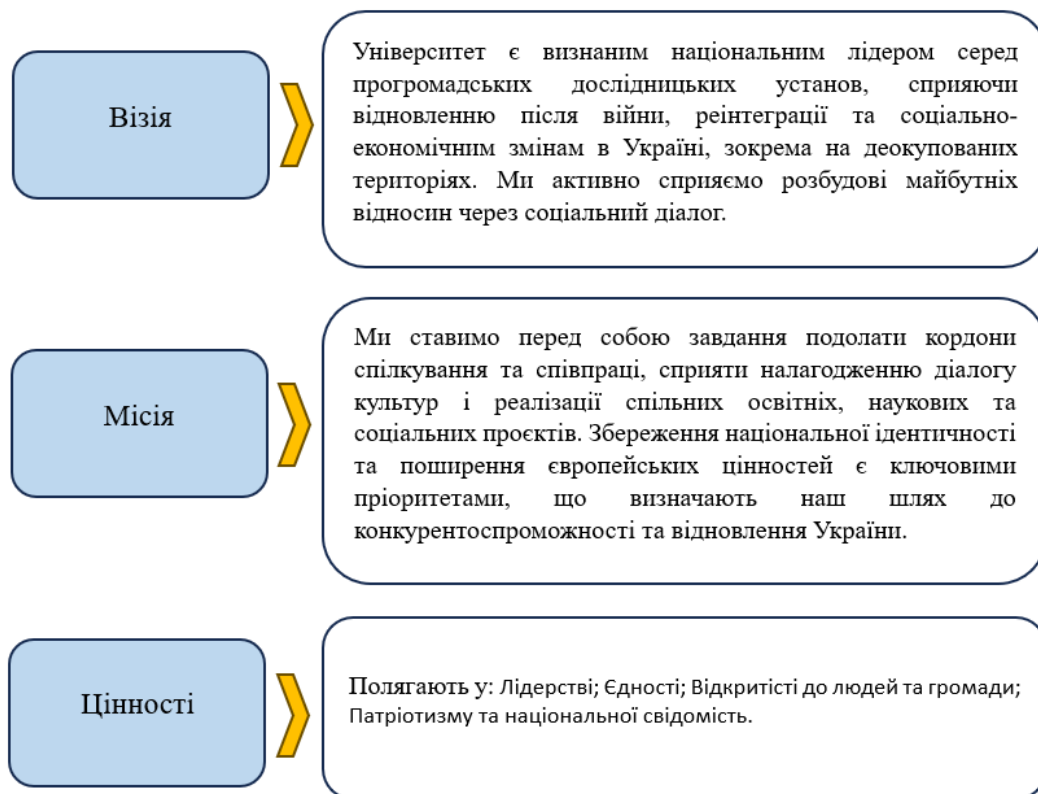 Візія
Університет є визнаним національним лідером серед
прогромадських дослідницьких установ, сприяючи
відновленню після війни, реінтеграції та соціально-
економічним змінам в Україні, зокрема на деокупованих
територіях. Ми активно сприяємо розбудові майбутніх
відносин через соціальний діалог.
Місія
Ми ставимо перед собою завдання подолати кордони
спілкування та співпраці, сприяти налагодженню діалогу
культур і реалізації спільних освітніх, наукових та
соціальних проєктів. Збереження національної ідентичності
та поширення європейських цінностей є ключовими
пріоритетами, що визначають наш шлях до
конкурентоспроможності та відновлення України.
Цінності
Полягають у: Лідерстві; Єдності; Відкритісті до людей та громади;
Патріотизму та національної свідомість.